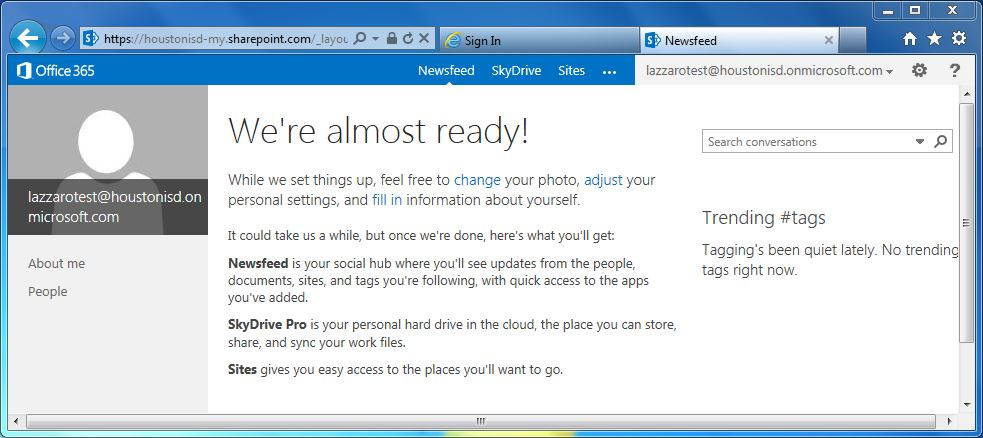 https://houstonisd-my.sharepoint.com/_layou
Sign In
Newsfeed
Office 365
Newsfeed SkyDrive Sites ...
lazzarotest@houstonisd.onmicrosoft.com
?
lazzarotest@houstonisd.on
microsoft.com
About me
People
We're almost ready!
While we set things up, feel free to change your photo, adjust your
personal settings, and fill in information about yourself.
It could take us a while, but once we're done, here's what you'll get:
Newsfeed is your social hub where you'll see updates from the people,
documents, sites, and tags you're following, with quick access to the apps
you've added.
SkyDrive Pro is your personal hard drive in the cloud, the place you can store,
share, and sync your work files.
Sites gives you easy access to the places you'll want to go.
Search conversations
Trending #tags
Tagging's been quiet lately. No trending
tags right now.